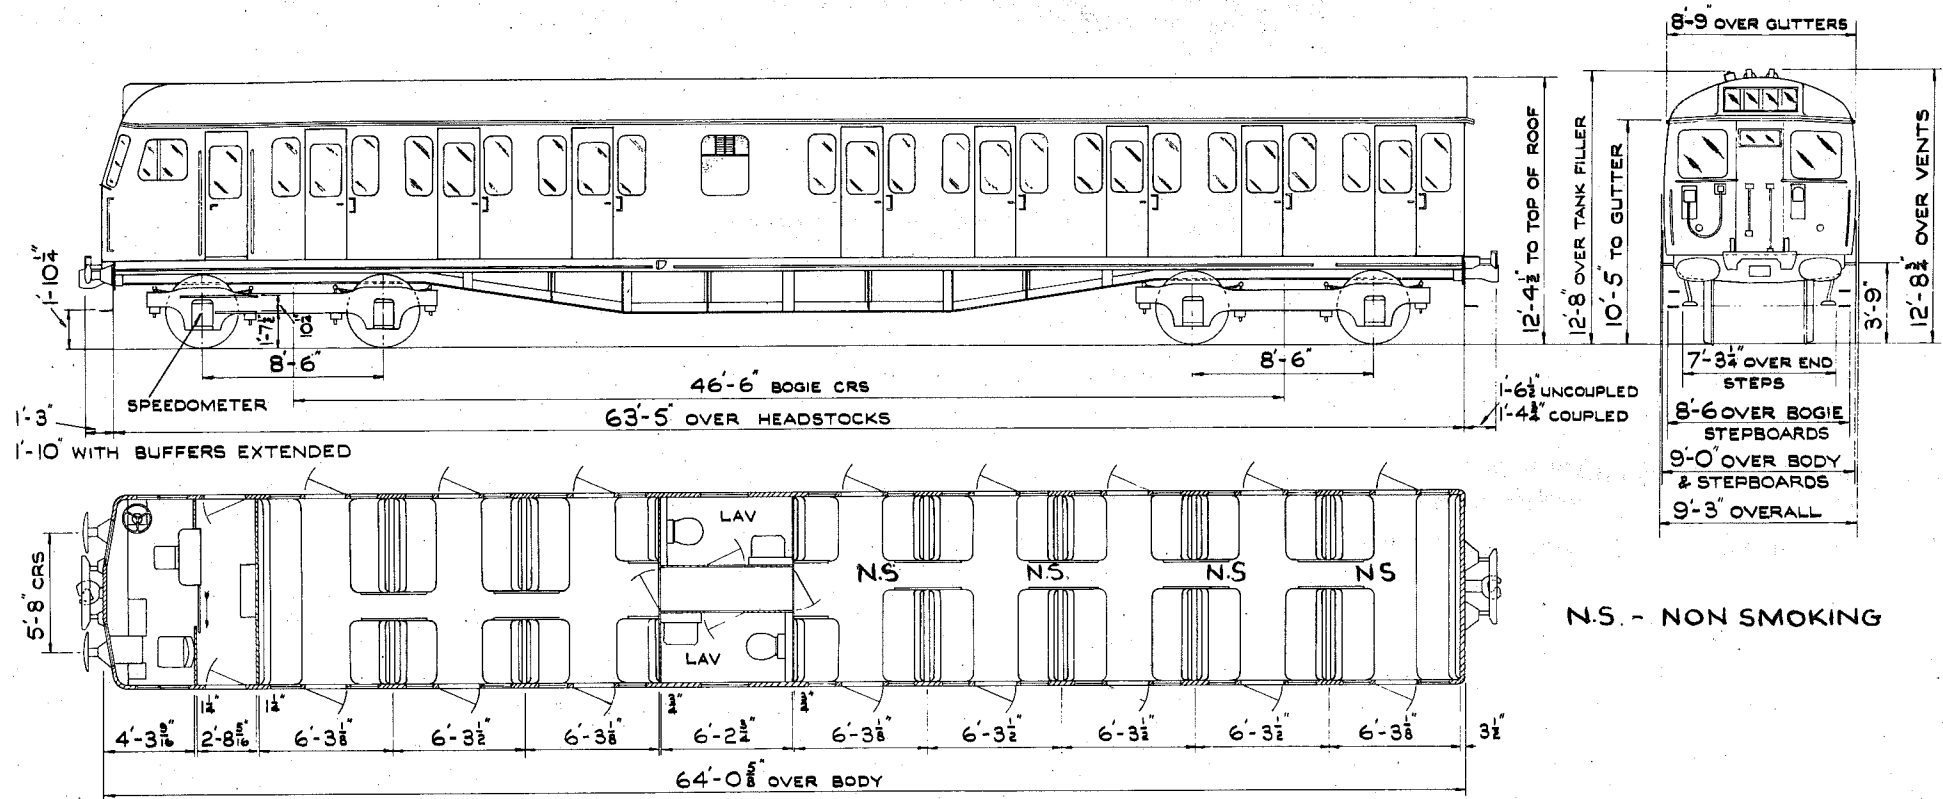 8'-9" OVER GUTTERS
12'-4½" TO TOP OF ROOF
12'-8" OVER TANK FILLER
10'-5" TO GUTTER
3'-9"
12'-8¾" OVER VENTS
1'-10¼"
1'-7½"
10¼"
8'-6"
8'-6"
46'-6" BOGIE CRS
SPEEDOMETER
63'-5" OVER HEADSTOCKS
1'-3"
1'-10" WITH BUFFERS EXTENDED
1'-6½" UNCOUPLED
1'-4¾" COUPLED
7'-3¼" OVER END
STEPS
8'-6 OVER BOGIE
STEPBOARDS
9'-0" OVER BODY
& STEPBOARDS
9'-3" OVERALL
5'-8" CRS
LAV
LAV
N.S
N.S.
N.S
N S
N.S. - NON SMOKING
1¼"
1¼"
¾"
¾"
4'-3 9/16"
2'-8 5/16"
6'-3⅛"
6'-3½"
6'-3⅛"
6'-2¾"
6'-3⅛"
6'-3½"
6'-3½"
6'-3½"
6'-3⅛"
3½"
64'-0⅝" OVER BODY